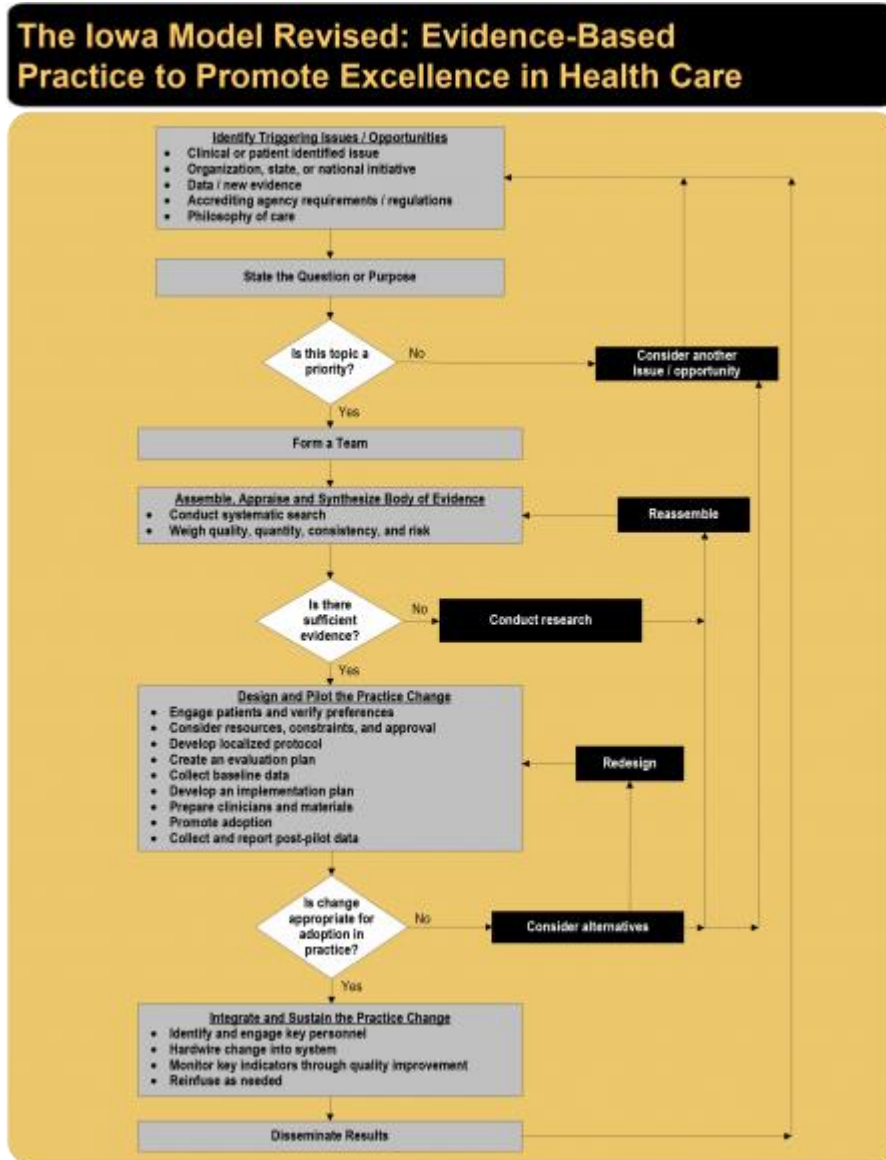 The Iowa Model Revised: Evidence-Based
Practice to Promote Excellence in Health Care
Identify Triggering Issues / Opportunities
• Clinical or patient identified issue
• Organization, state, or national initiative
• Data / new evidence
• Accrediting agency requirements / regulations
• Philosophy of care
State the Question or Purpose
Is this topic a
priority?
No
Consider another
Issue / opportunity
Yes
Form a Team
Assemble, Appraise and Synthesize Body of Evidence
• Conduct systematic search
• Weigh quality, quantity, consistency, and risk
Reassemble
Is there
sufficient
evidence?
No
Conduct research
Yes
Design and Pilot the Practice Change
• Engage patients and verify preferences
• Consider resources, constraints, and approval
• Develop localized protocol
• Create an evaluation plan
• Collect baseline data
• Develop an implementation plan
• Prepare clinicians and materials
• Promote adoption
• Collect and report post-pilot data
Redesign
Is change
appropriate for
adoption in
practice?
No
Consider alternatives
Yes
Integrate and Sustain the Practice Change
• Identify and engage key personnel
• Hardwire change into system
• Monitor key indicators through quality improvement
• Reinfuse as needed
Disseminate Results